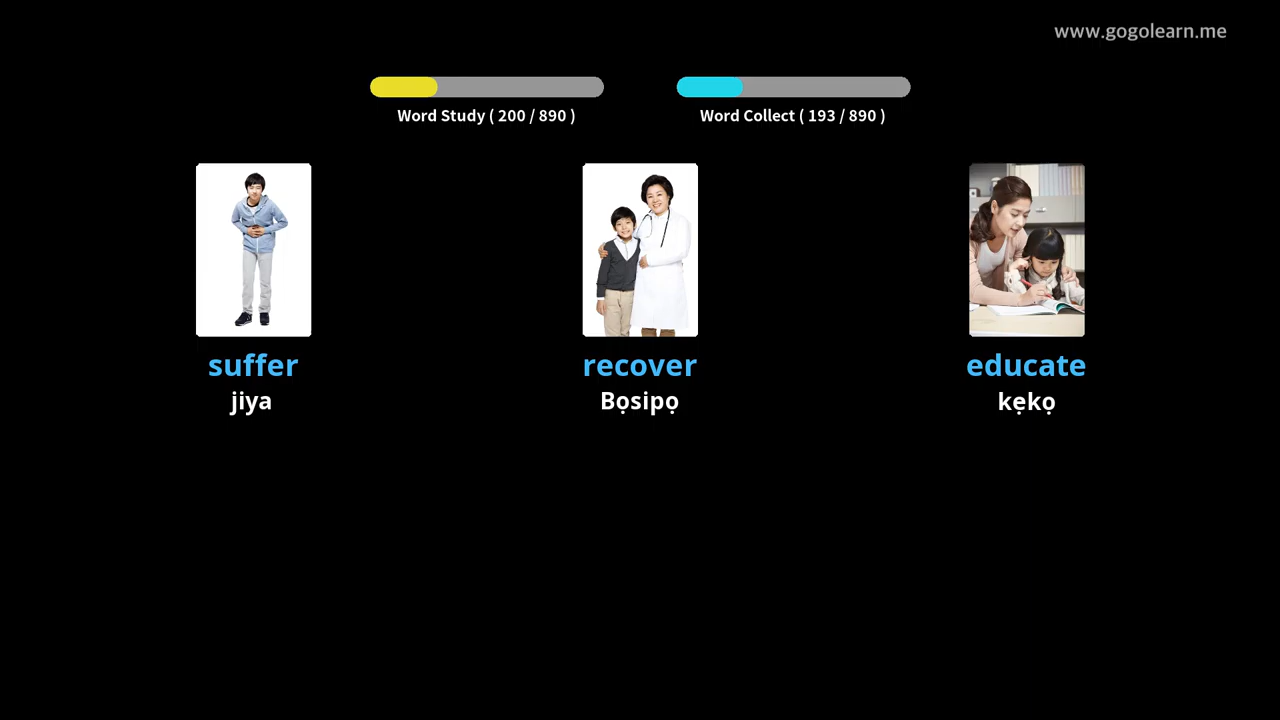 www.gogolearn.me
Word Study ( 200 / 890 )
Word Collect ( 193 / 890 )
suffer
jiya
recover
Bọsipọ
educate
kẹkọ